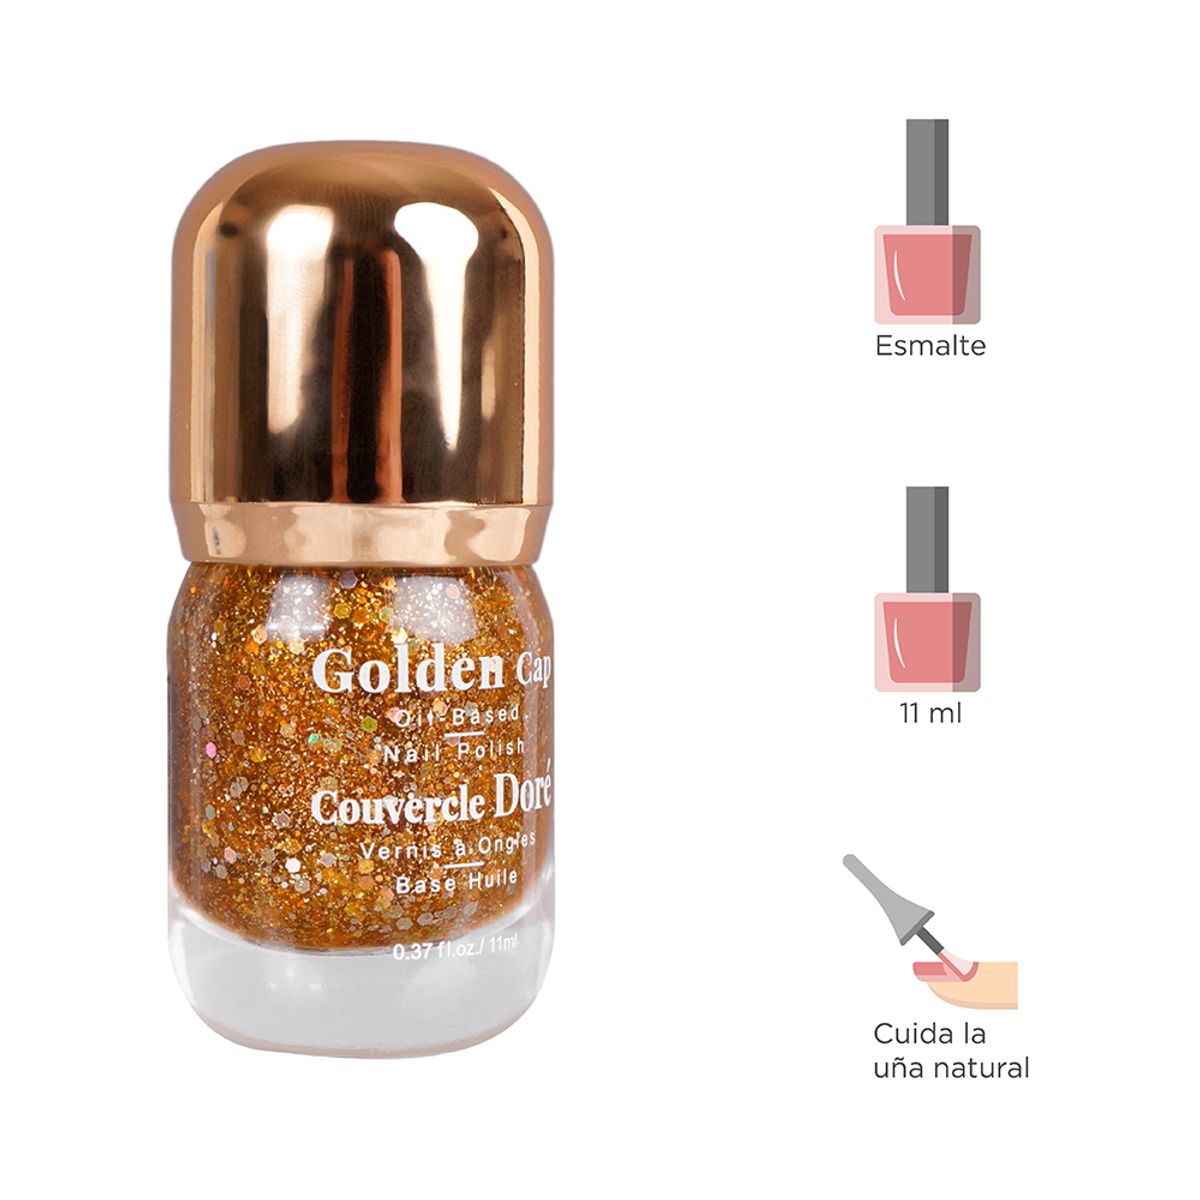 Golden Cap
Oil-Based
Nail Polish
Couvercle Doré
Vernis à Ongles
Base Huile
0.37 fl.oz./ 11ml
Esmalte
11 ml
Cuida la
uña natural